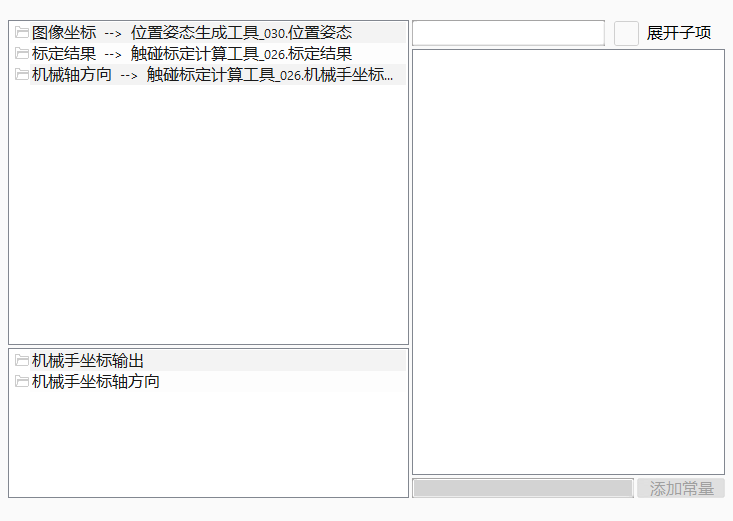 图像坐标 --> 位置姿态生成工具_030.位置姿态
标定结果 --> 触碰标定计算工具_026.标定结果
机械轴方向 --> 触碰标定计算工具_026.机械手坐标...
展开子项
机械手坐标输出
机械手坐标轴方向
添加常量